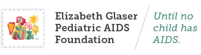 Elizabeth Glaser
Pediatric AIDS
Foundation
Until no
child has
AIDS.